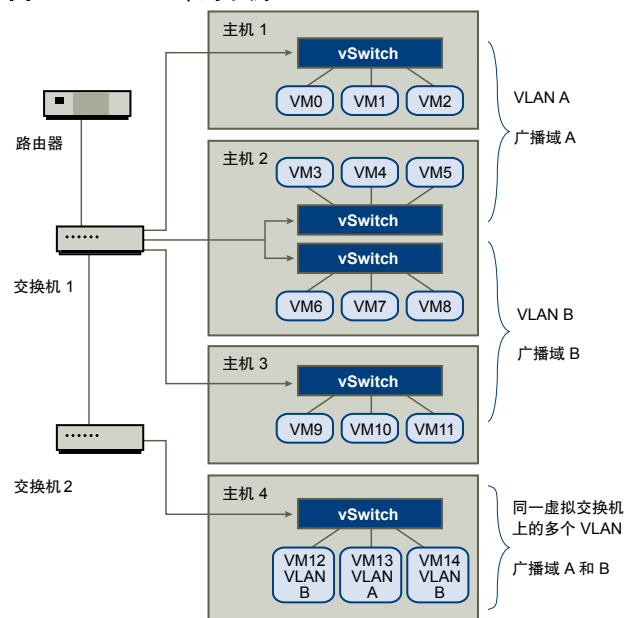 主机 1
vSwitch
VM0
VM1
VM2
VLAN A
广播域 A
路由器
主机 2
VM3
VM4
VM5
vSwitch
vSwitch
VM6
VM7
VM8
交换机 1
VLAN B
广播域 B
主机 3
vSwitch
VM9
VM10
VM11
交换机 2
主机 4
vSwitch
VM12
VLAN
B
VM13
VLAN
A
VM14
VLAN
B
同一虚拟交换机
上的多个 VLAN
广播域 A 和 B